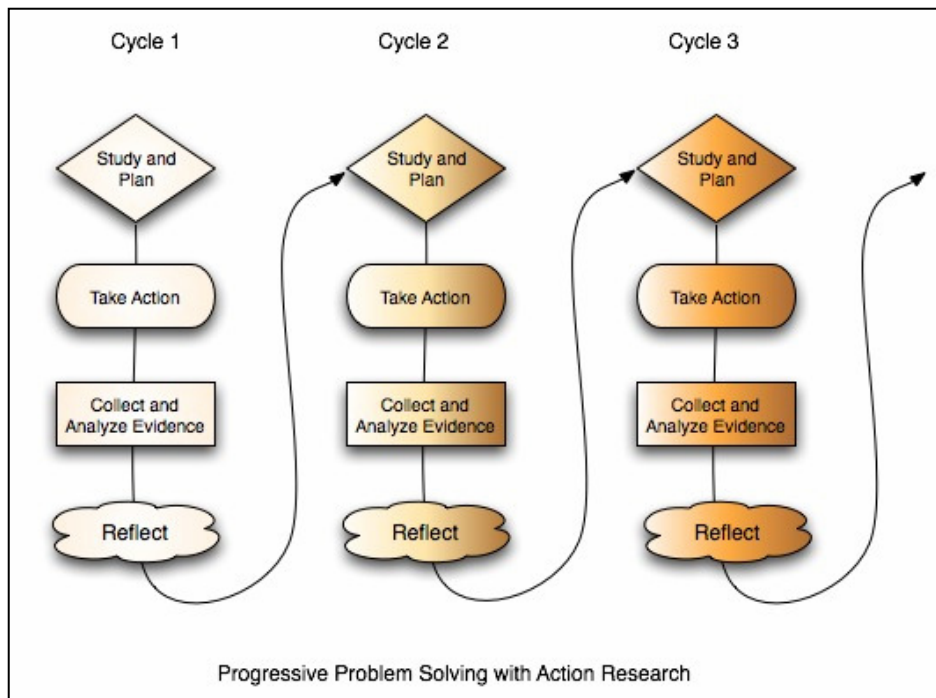 Cycle 1
Study and
Plan
Take Action
Collect and
Analyze Evidence
Reflect
Cycle 2
Study and
Plan
Take Action
Collect and
Analyze Evidence
Reflect
Cycle 3
Study and
Plan
Take Action
Collect and
Analyze Evidence
Reflect
Progressive Problem Solving with Action Research